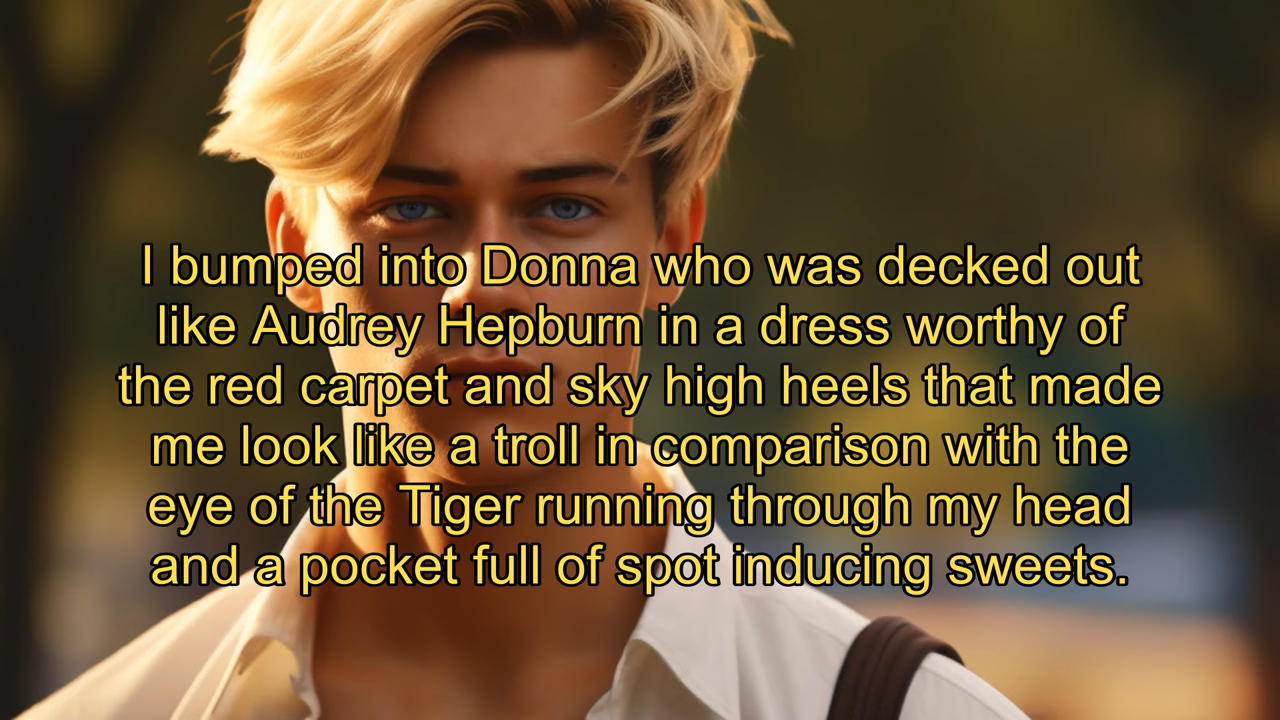 I bumped into Donna who was decked out
like Audrey Hepburn in a dress worthy of
the red carpet and sky high heels that made
me look like a troll in comparison with the
eye of the Tiger running through my head
and a pocket full of spot inducing sweets.